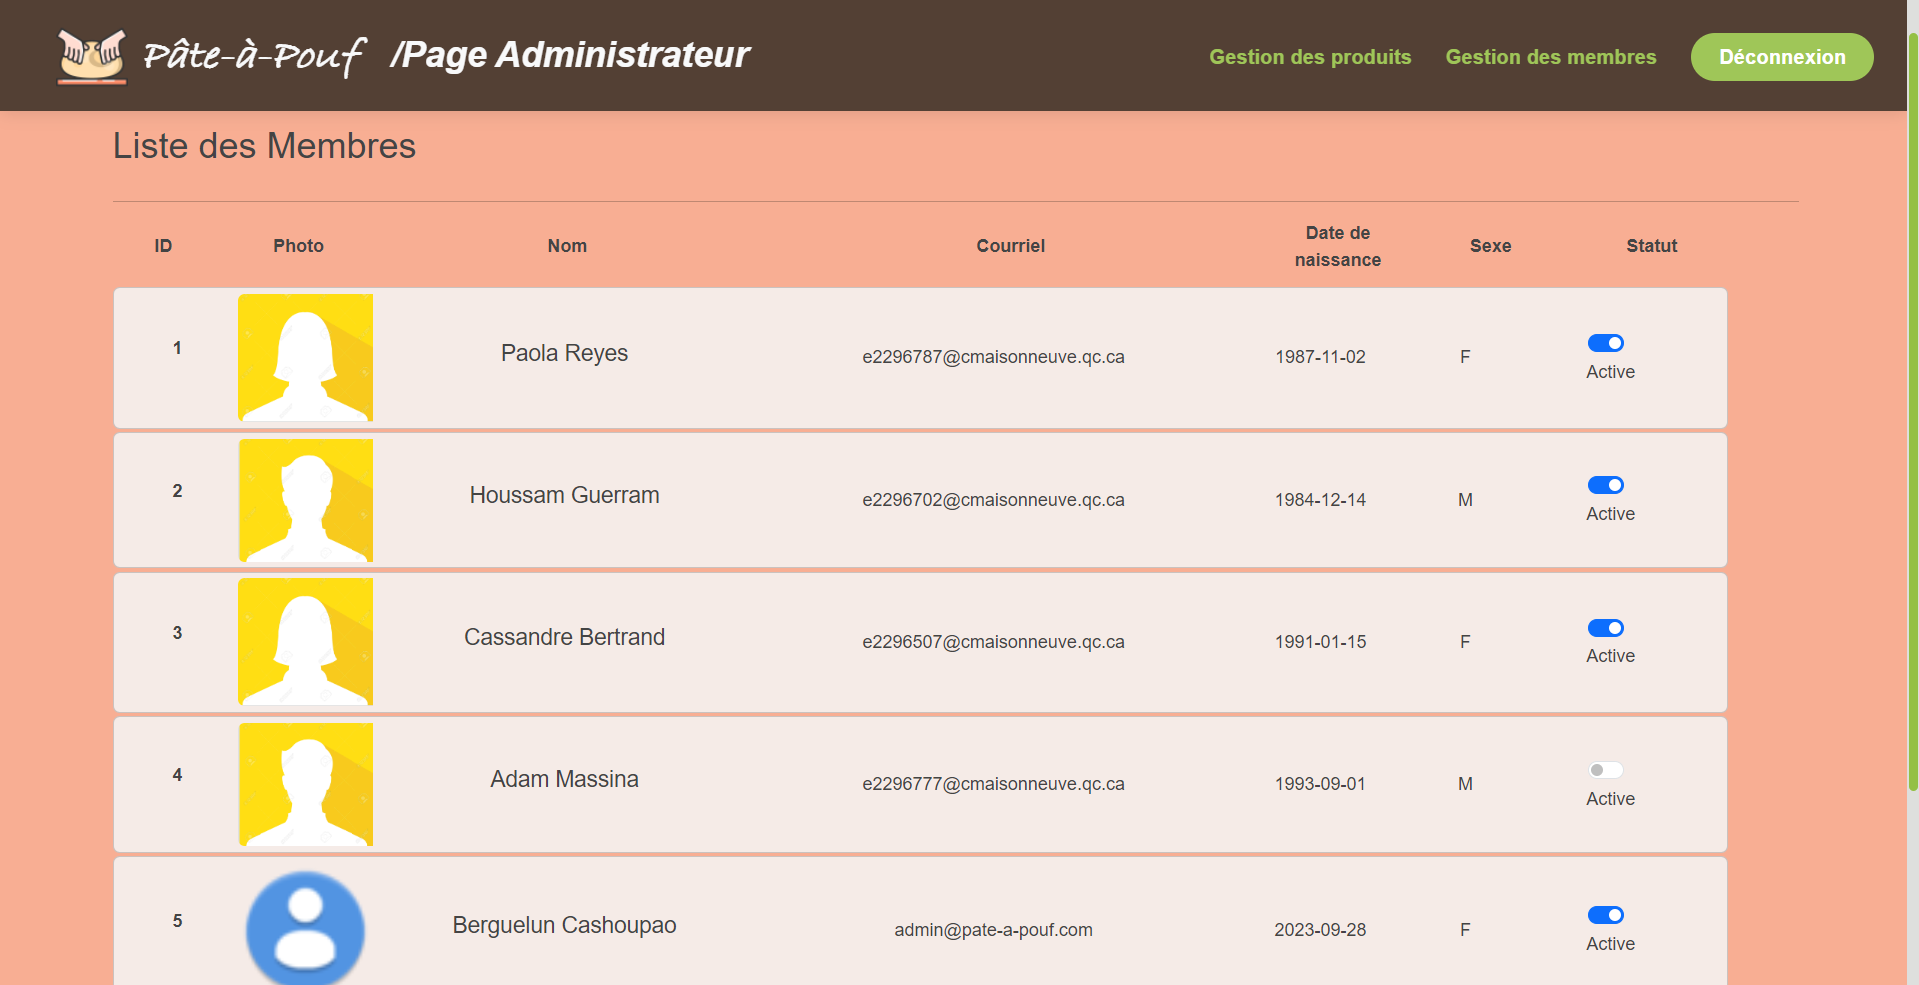 Pâte-à-Pouf /Page Administrateur Gestion des produits Gestion des membres Déconnexion
Liste des Membres
ID Photo Nom Courriel Date de naissance Sexe Statut
1 Paola Reyes e2296787@cmaisonneuve.qc.ca 1987-11-02 F Active
2 Houssam Guerram e2296702@cmaisonneuve.qc.ca 1984-12-14 M Active
3 Cassandre Bertrand e2296507@cmaisonneuve.qc.ca 1991-01-15 F Active
4 Adam Massina e2296777@cmaisonneuve.qc.ca 1993-09-01 M Active
5 Berguelun Cashoupao admin@pate-a-pouf.com 2023-09-28 F Active